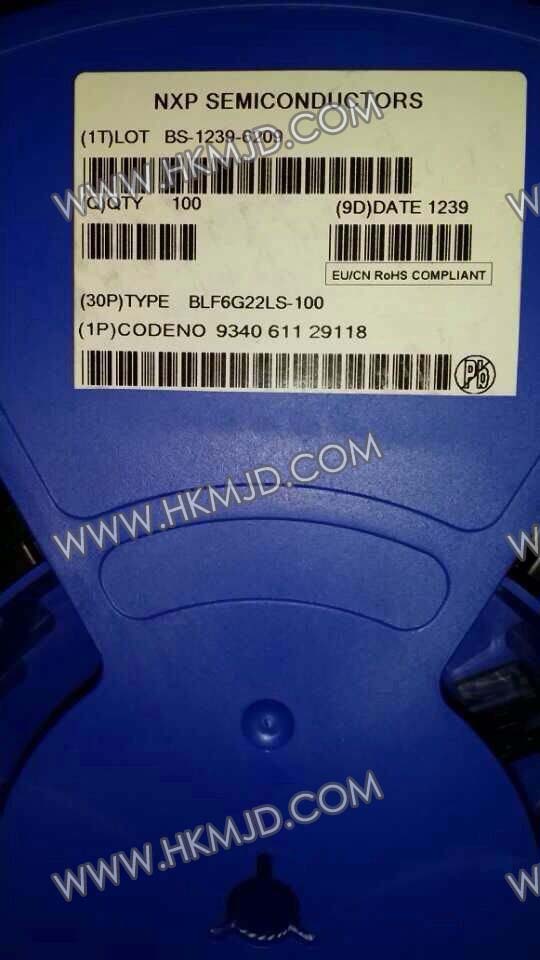 NXP SEMICONDUCTORS
(1T)LOT BS-1239-6209
(Q)QTY 100
(9D)DATE 1239
EU/CN RoHS COMPLIANT
(30P)TYPE BLF6G22LS-100
(1P)CODENO 9340 611 29118
Pb
WWW.HKMJD.COM
WWW.HKMJD.COM
WWW.HKMJD.COM